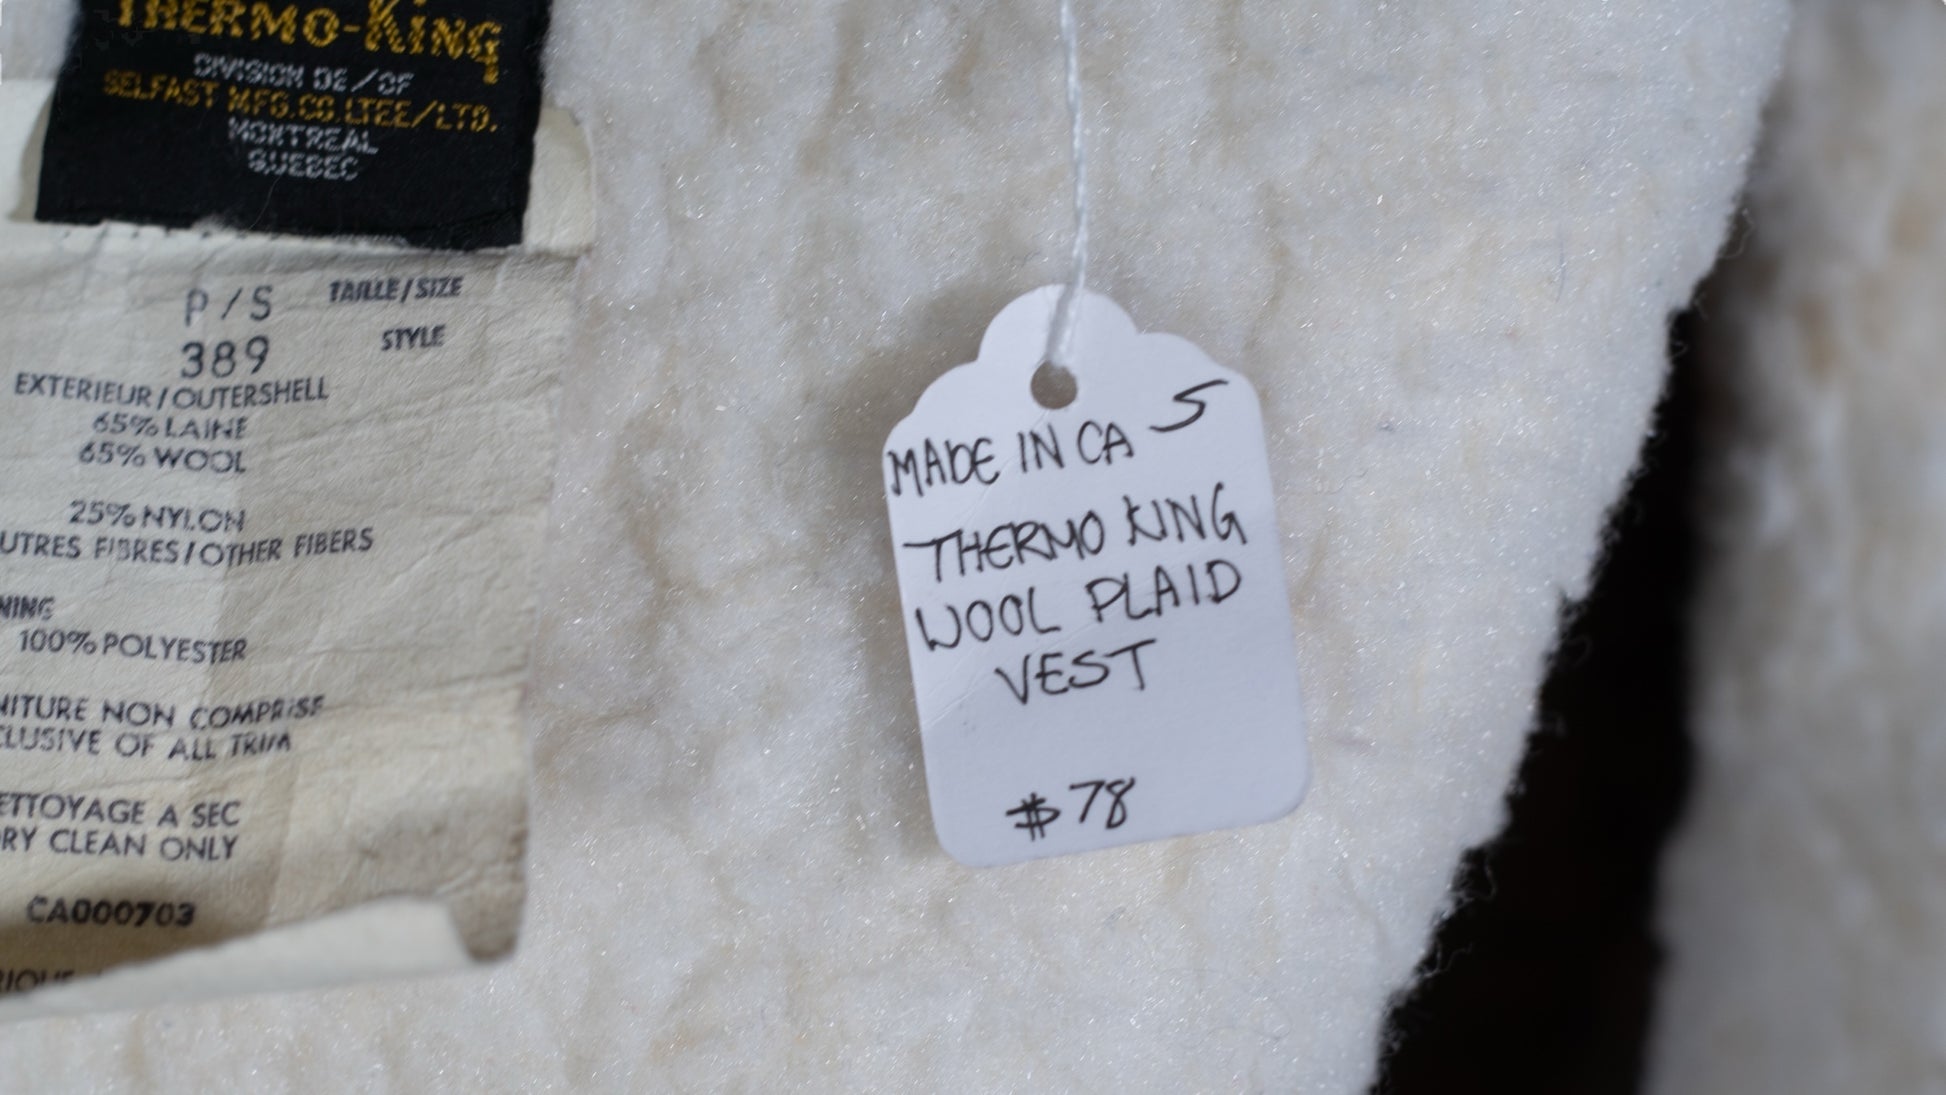 THERMO-KING
DIVISION DE/OF
BELFAST MFG.CO.LTEE/LTD.
MONTREAL
QUEBEC
P/S TAILLE/SIZE
389 STYLE
EXTERIEUR/OUTERSHELL
65% LAINE
65% WOOL
25% NYLON
UTRES FIBRES/OTHER FIBERS
NING
100% POLYESTER
NITURE NON COMPRISE
CLUSIVE OF ALL TRIM
ETTOYAGE A SEC
DRY CLEAN ONLY
CA000703
S
MADE IN CA
THERMO KING
WOOL PLAID
VEST
$78